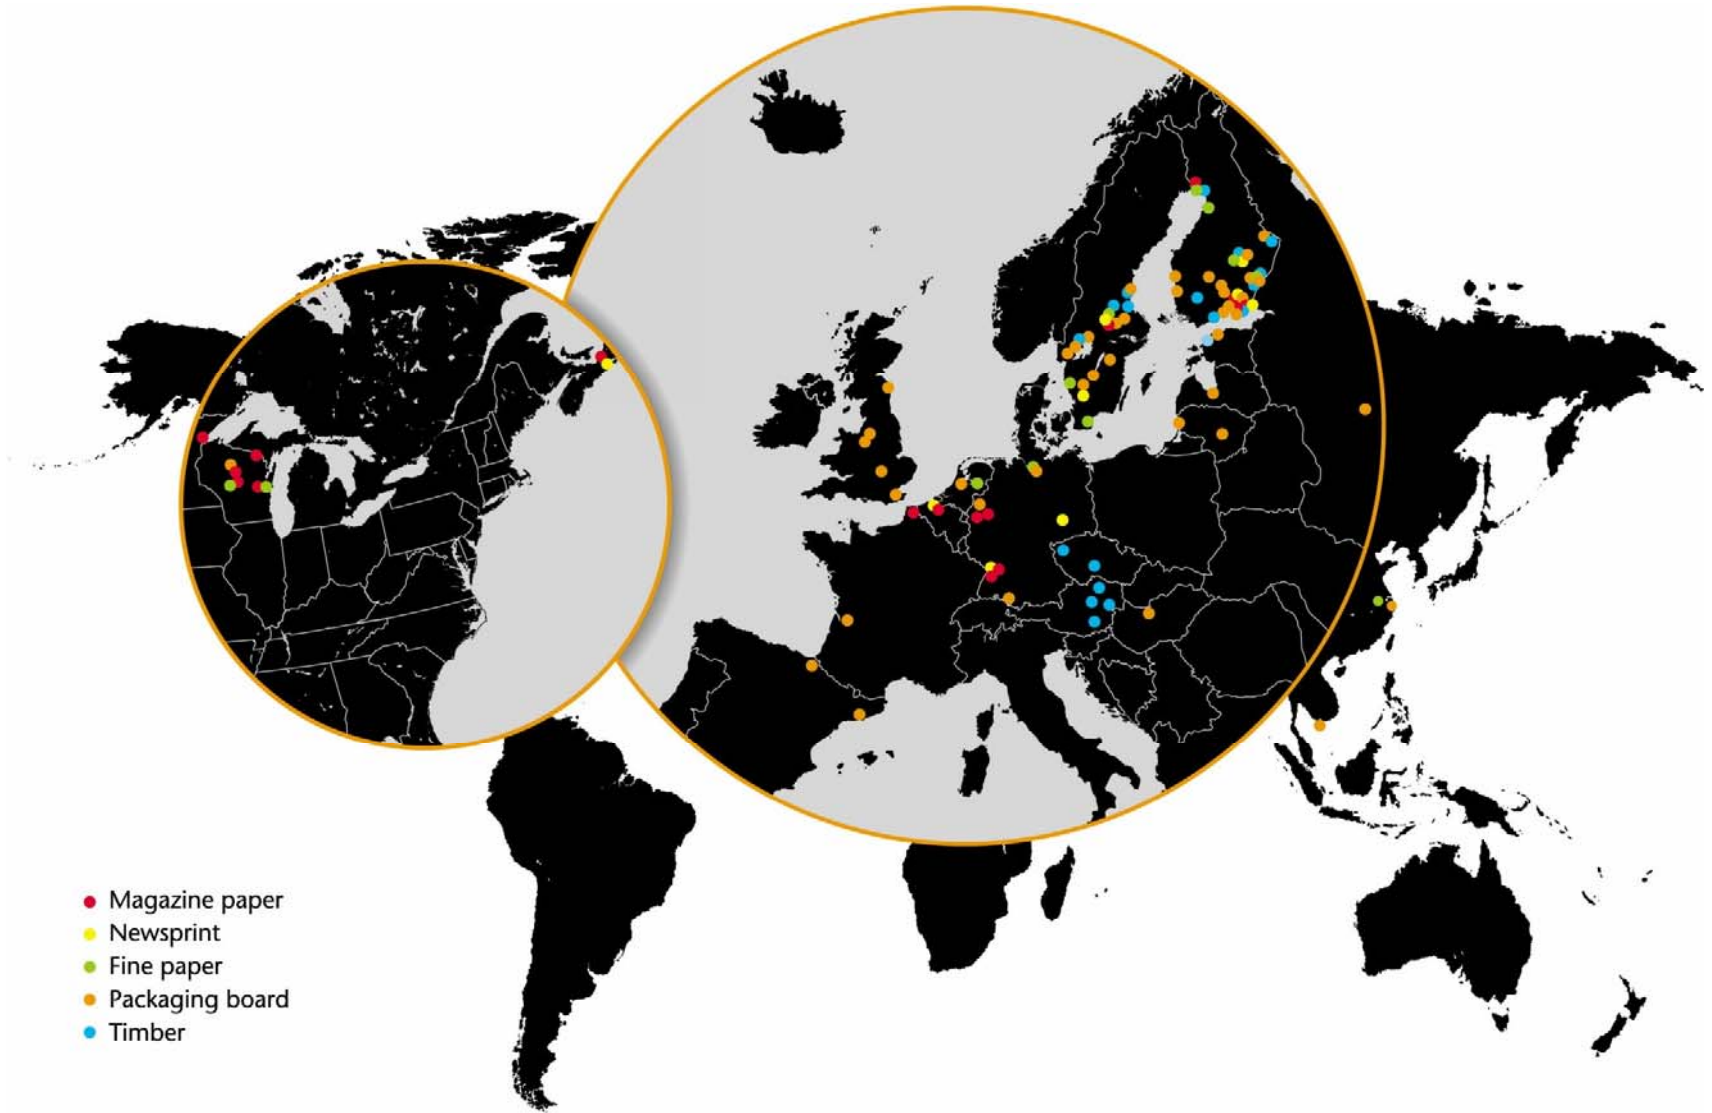 Magazine paper
Newsprint
Fine paper
Packaging board
Timber